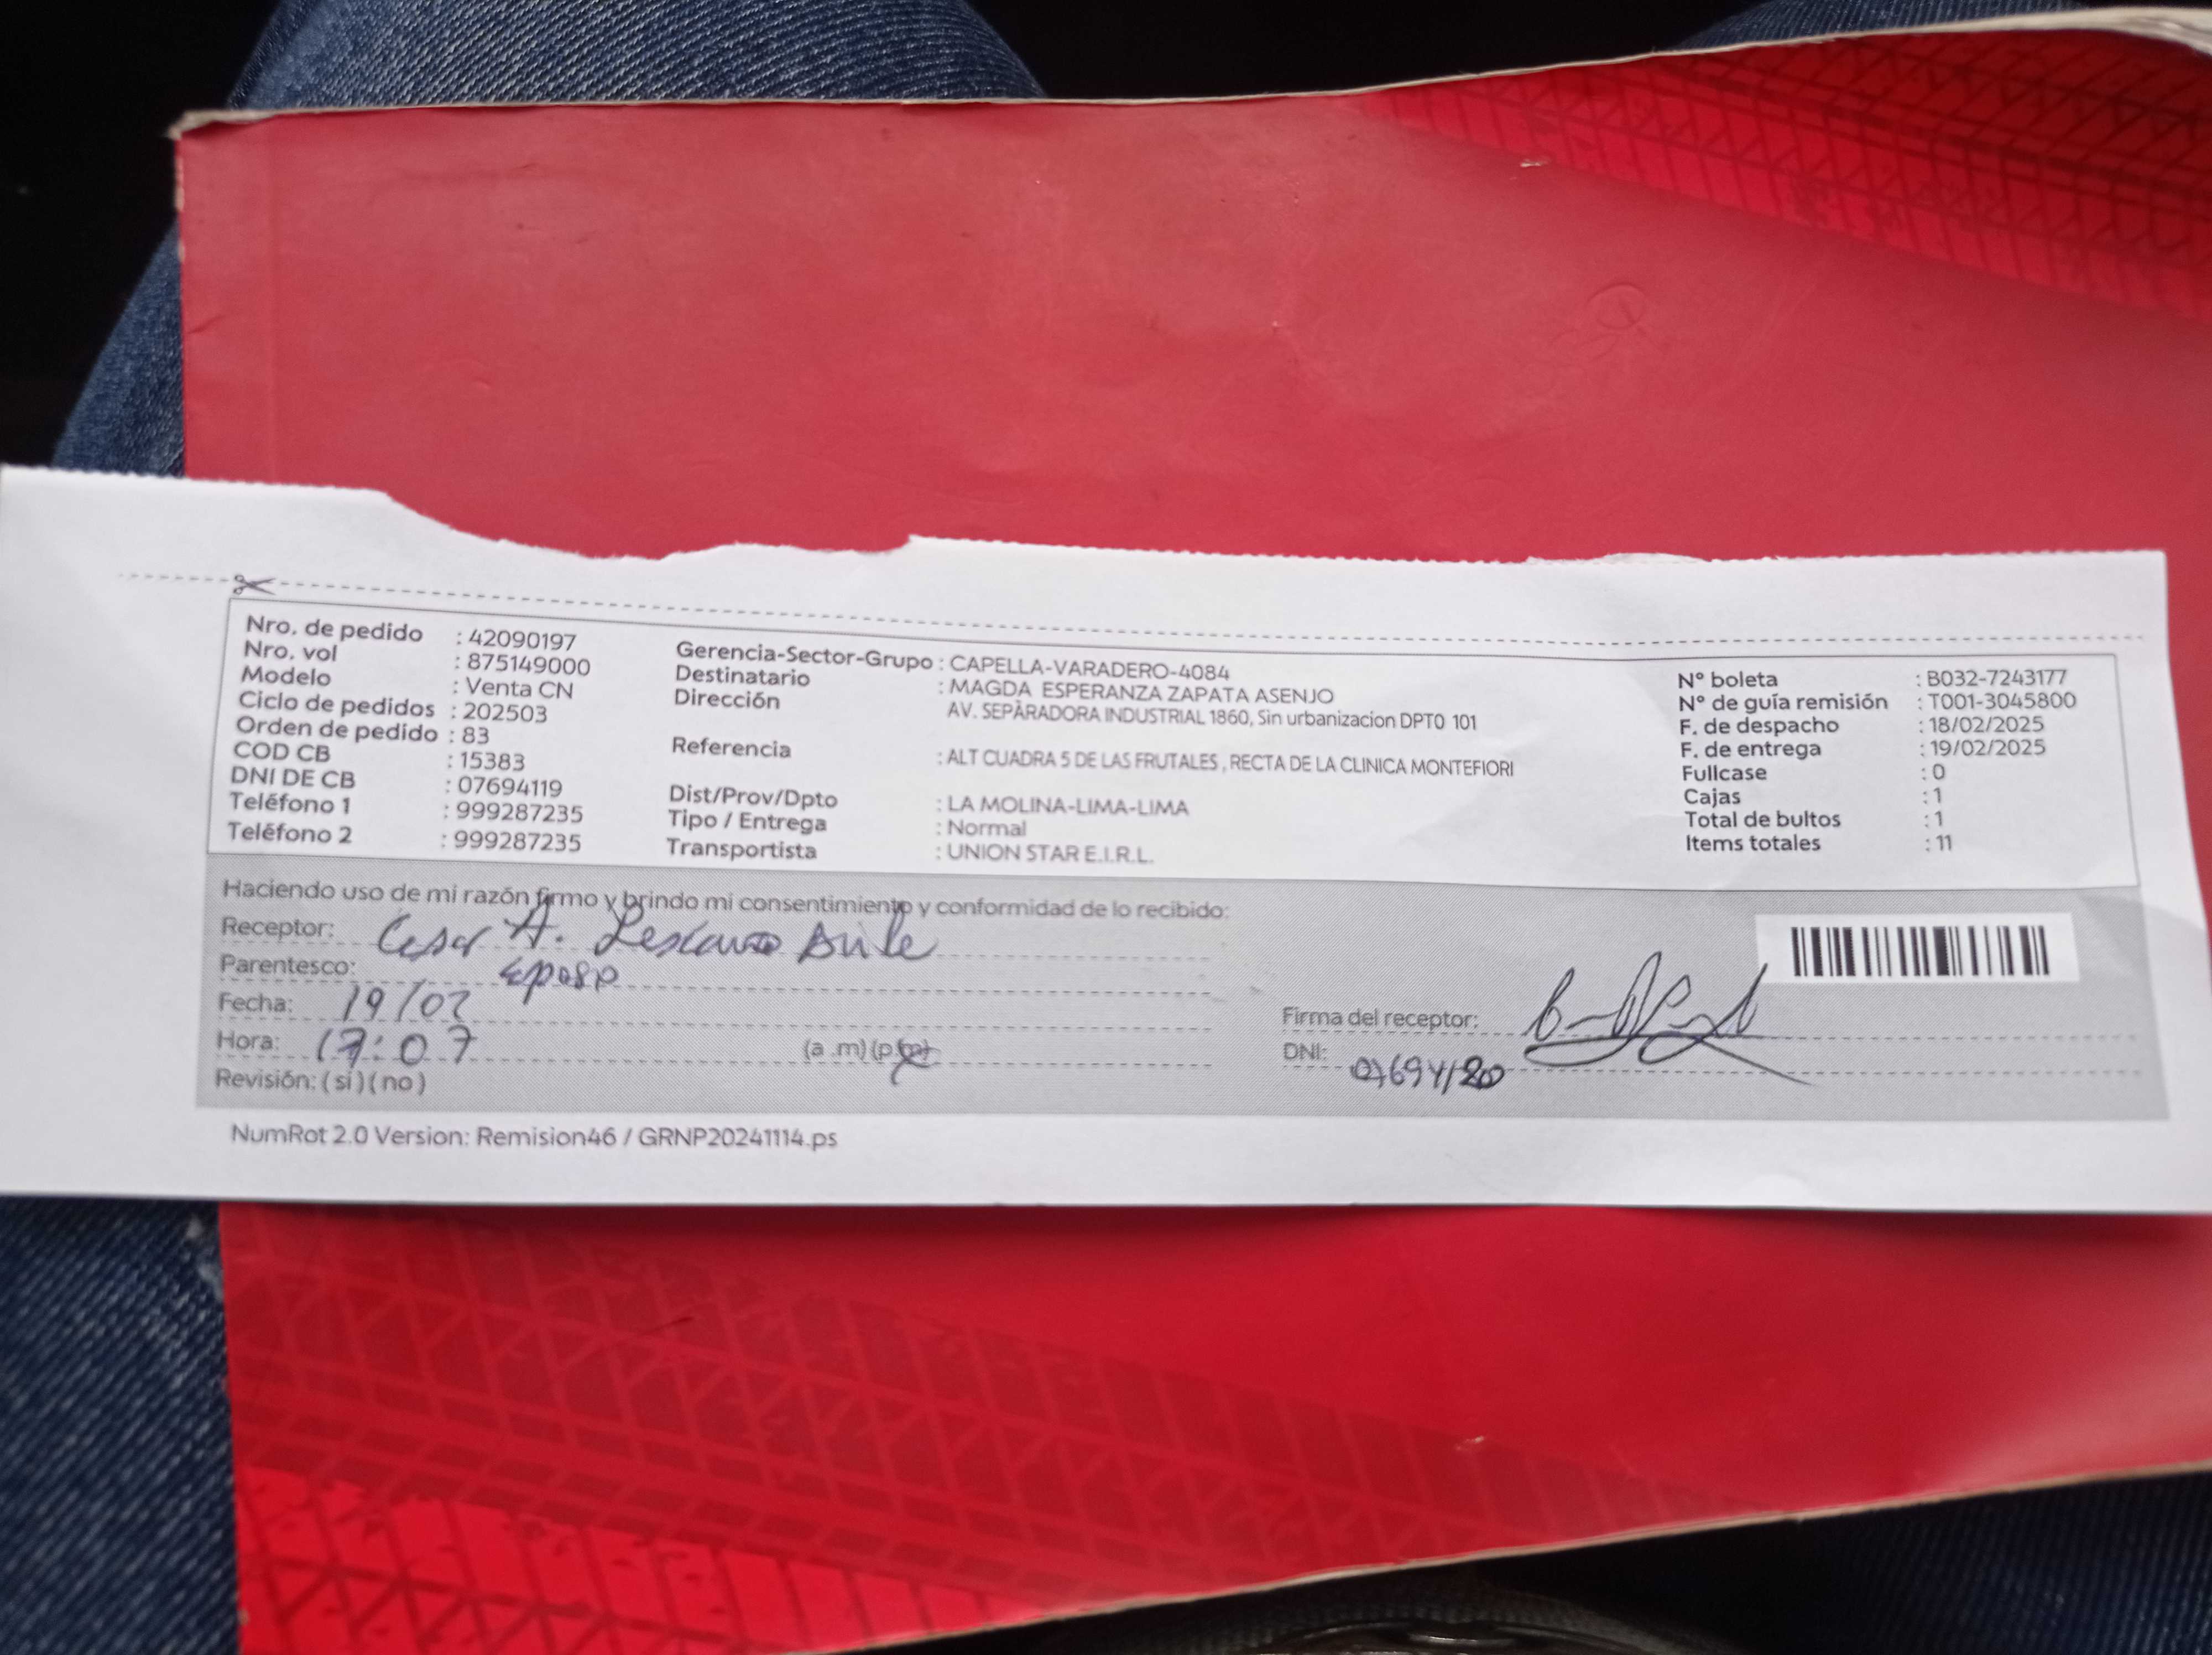 Nro. de pedido : 42090197
Nro. vol : 875149000
Modelo : Venta CN
Ciclo de pedidos : 202503
Orden de pedido : 83
COD CB : 15383
DNI DE CB : 07694119
Teléfono 1 : 999287235
Teléfono 2 : 999287235
Gerencia-Sector-Grupo : CAPELLA-VARADERO-4084
Destinatario : MAGDA ESPERANZA ZAPATA ASENJO
Dirección AV. SEPÀRADORA INDUSTRIAL 1860, Sin urbanizacion DPT0 101
Referencia : ALT CUADRA 5 DE LAS FRUTALES , RECTA DE LA CLINICA MONTEFIORI
Dist/Prov/Dpto : LA MOLINA-LIMA-LIMA
Tipo / Entrega : Normal
Transportista : UNION STAR E.I.R.L.
N° boleta : B032-7243177
N° de guía remisión : T001-3045800
F. de despacho : 18/02/2025
F. de entrega : 19/02/2025
Fullcase : 0
Cajas : 1
Total de bultos : 1
Items totales : 11
Haciendo uso de mi razón firmo y brindo mi consentimiento y conformidad de lo recibido:
Receptor: Cesar A.
Parentesco: Eposo
Fecha: 19/02
Hora: 17:07 (a .m) (p.m)
Revisión: ( si ) ( no )
Firma del receptor:
DNI: 07694120
NumRot 2.0 Version: Remision46 / GRNP20241114.ps